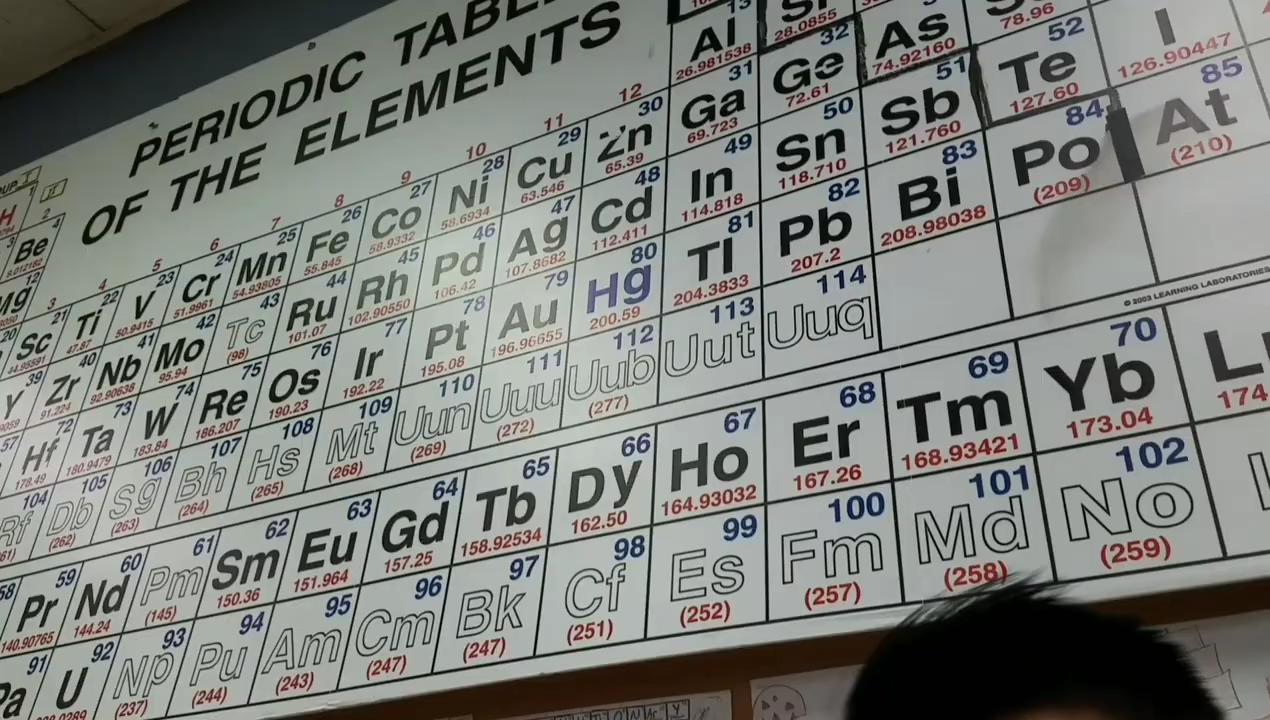 PERIODIC TABLE
OF THE ELEMENTS
3 4 5 6 7 8 9 10 11 12
13
Al Si
26.981538 28.0855 78.96
31 32
Ga Ge As
69.723 72.61 74.92160
21 22 23 24 25 26 27 28 29 30
Sc Ti V Cr Mn Fe Co Ni Cu Zn
44.95591 47.87 50.9415 51.9961 54.93805 55.845 58.9332 58.6934 63.546 65.39
39 40 41 42 43 44 45 46 47 48 49 50 51 52
Y Zr Nb Mo Tc Ru Rh Pd Ag Cd In Sn Sb Te I
91.224 92.90638 95.94 (98) 101.07 102.90550 106.42 107.8682 112.411 114.818 118.710 121.760 127.60 126.90447
57 72 73 74 75 76 77 78 79 80 81 82 83 84 85
Hf Ta W Re Os Ir Pt Au Hg Tl Pb Bi Po At
178.49 180.9479 183.84 186.207 190.23 192.22 195.08 196.96655 200.59 204.3833 207.2 208.98038 (209) (210)
104 105 106 107 108 109 110 111 112 113 114
Rf Db Sg Bh Hs Mt Uun Uuu Uub Uut Uuq
(262) (263) (264) (265) (268) (269) (272) (277)
2 4
Be
9.012182
12
Mg
© 2003 LEARNING LABORATORIES
58 59 60 61 62 63 64 65 66 67 68 69 70
Pr Nd Pm Sm Eu Gd Tb Dy Ho Er Tm Yb
140.90765 144.24 (145) 150.36 151.964 157.25 158.92534 162.50 164.93032 167.26 168.93421 173.04 174
91 92 93 94 95 96 97 98 99 100 101 102
Pa U Np Pu Am Cm Bk Cf Es Fm Md No
(237) (244) (243) (247) (247) (251) (252) (257) (258) (259)